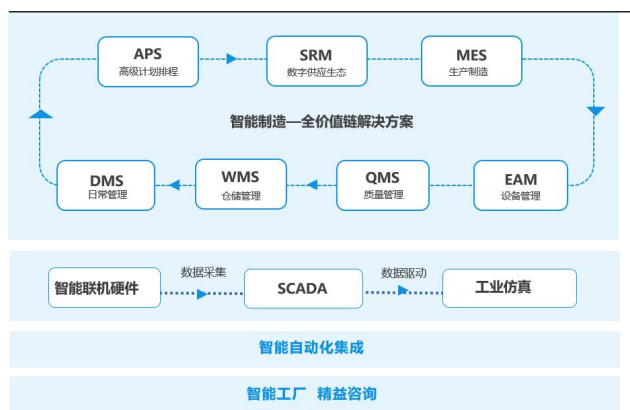 APS
高级计划排程
SRM
数字供应生态
MES
生产制造
智能制造—全价值链解决方案
DMS
日常管理
WMS
仓储管理
QMS
质量管理
EAM
设备管理
智能联机硬件
数据采集
SCADA
数据驱动
工业仿真
智能自动化集成
智能工厂 精益咨询